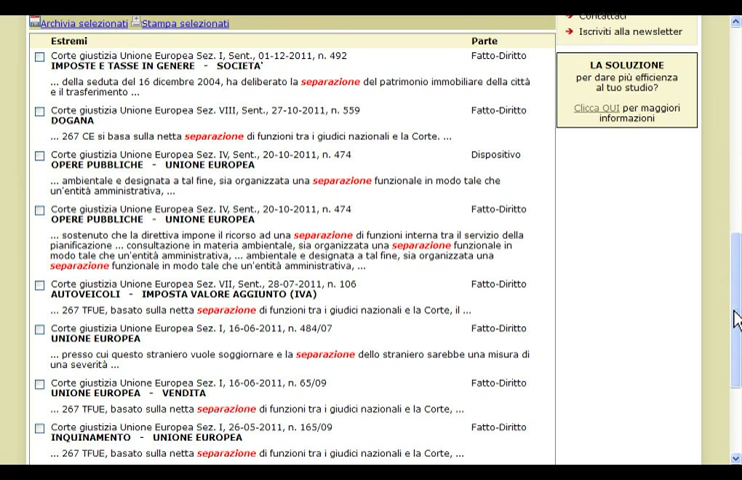 Archivia selezionati Stampa selezionati
Contattaci
Iscriviti alla newsletter
Estremi Parte
Corte giustizia Unione Europea Sez. I, Sent., 01-12-2011, n. 492 Fatto-Diritto
IMPOSTE E TASSE IN GENERE - SOCIETA'
... della seduta del 16 dicembre 2004, ha deliberato la separazione del patrimonio immobiliare della città
e il trasferimento ...
Corte giustizia Unione Europea Sez. VIII, Sent., 27-10-2011, n. 559 Fatto-Diritto
DOGANA
... 267 CE si basa sulla netta separazione di funzioni tra i giudici nazionali e la Corte. ...
Corte giustizia Unione Europea Sez. IV, Sent., 20-10-2011, n. 474 Dispositivo
OPERE PUBBLICHE - UNIONE EUROPEA
... ambientale e designata a tal fine, sia organizzata una separazione funzionale in modo tale che
un'entità amministrativa, ...
Corte giustizia Unione Europea Sez. IV, Sent., 20-10-2011, n. 474 Fatto-Diritto
OPERE PUBBLICHE - UNIONE EUROPEA
... sostenuto che la direttiva impone il ricorso ad una separazione di funzioni interna tra il servizio della
pianificazione ... consultazione in materia ambientale, sia organizzata una separazione funzionale in
modo tale che un'entità amministrativa, ... ambientale e designata a tal fine, sia organizzata una
separazione funzionale in modo tale che un'entità amministrativa, ...
Corte giustizia Unione Europea Sez. VII, Sent., 28-07-2011, n. 106 Fatto-Diritto
AUTOVEICOLI - IMPOSTA VALORE AGGIUNTO (IVA)
... 267 TFUE, basato sulla netta separazione di funzioni tra i giudici nazionali e la Corte, il ...
Corte giustizia Unione Europea Sez. I, 16-06-2011, n. 484/07 Fatto-Diritto
UNIONE EUROPEA
... presso cui questo straniero vuole soggiornare e la separazione dello straniero sarebbe una misura di
una severità ...
Corte giustizia Unione Europea Sez. I, 16-06-2011, n. 65/09 Fatto-Diritto
UNIONE EUROPEA - VENDITA
... 267 TFUE, basato sulla netta separazione di funzioni tra i giudici nazionali e la Corte, ...
Corte giustizia Unione Europea Sez. I, 26-05-2011, n. 165/09 Fatto-Diritto
INQUINAMENTO - UNIONE EUROPEA
... 267 TFUE, basato sulla netta separazione di funzioni tra i giudici nazionali e la Corte, ...
LA SOLUZIONE
per dare più efficienza
al tuo studio?
Clicca QUI per maggiori
informazioni